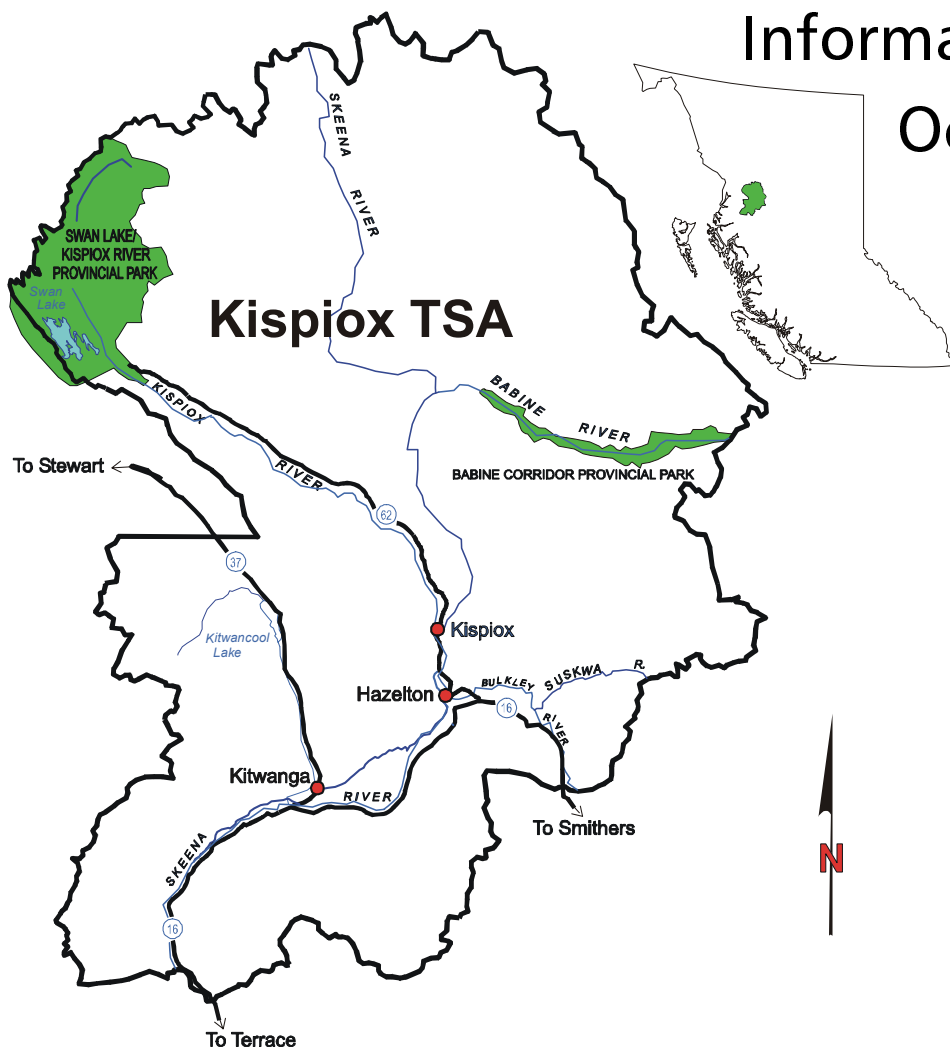 Informa
Oc
SKEENA
RIVER
SWAN LAKE/
KISPIOX RIVER
PROVINCIAL PARK
Swan
Lake
Kispiox TSA
KISPIOX
RIVER
BABINE
RIVER
BABINE CORRIDOR PROVINCIAL PARK
To Stewart
62
37
Kitwancool
Lake
Kispiox
Hazelton
BULKLEY
RIVER
SUSKWA R.
16
Kitwanga
SKEENA
RIVER
To Smithers
N
16
To Terrace